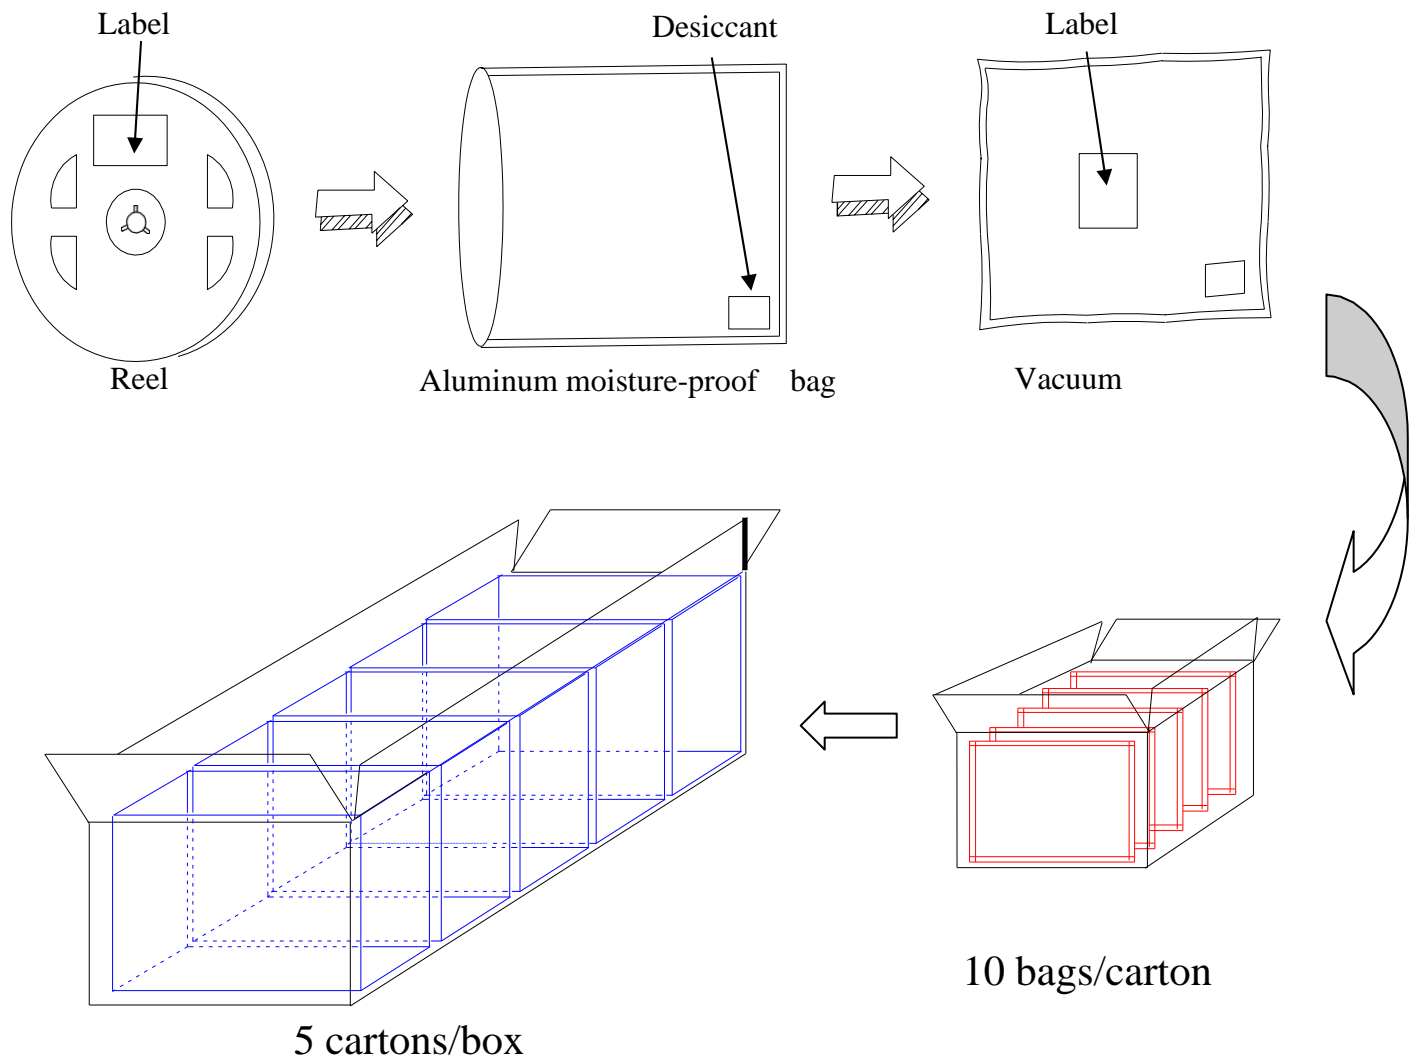 Label
Desiccant
Label
Reel
Aluminum moisture-proof bag
Vacuum
10 bags/carton
5 cartons/box